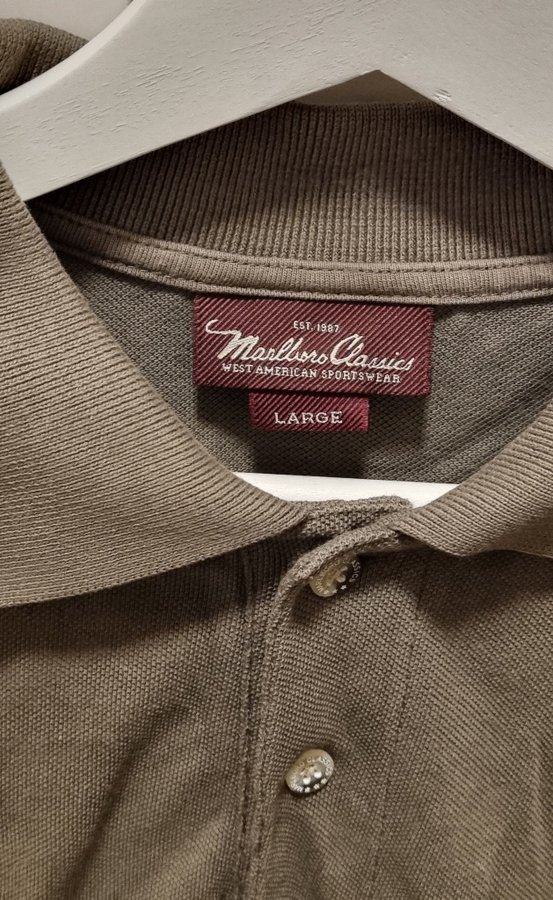 EST. 1987
Marlboro Classics
WEST AMERICAN SPORTSWEAR
LARGE